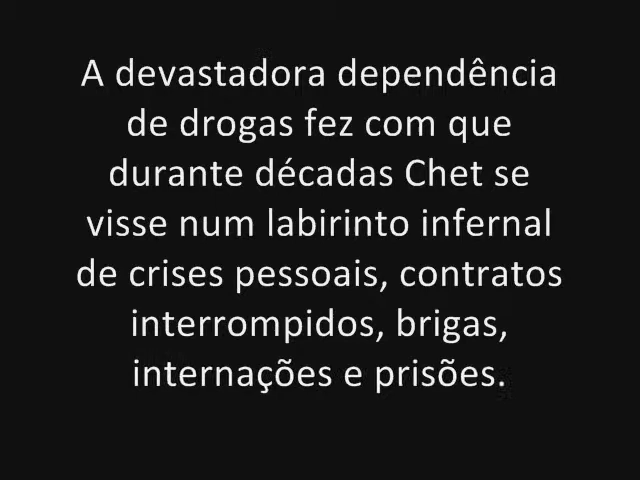 A devastadora dependência
de drogas fez com que
durante décadas Chet se
visse num labirinto infernal
de crises pessoais, contratos
interrompidos, brigas,
internações e prisões.